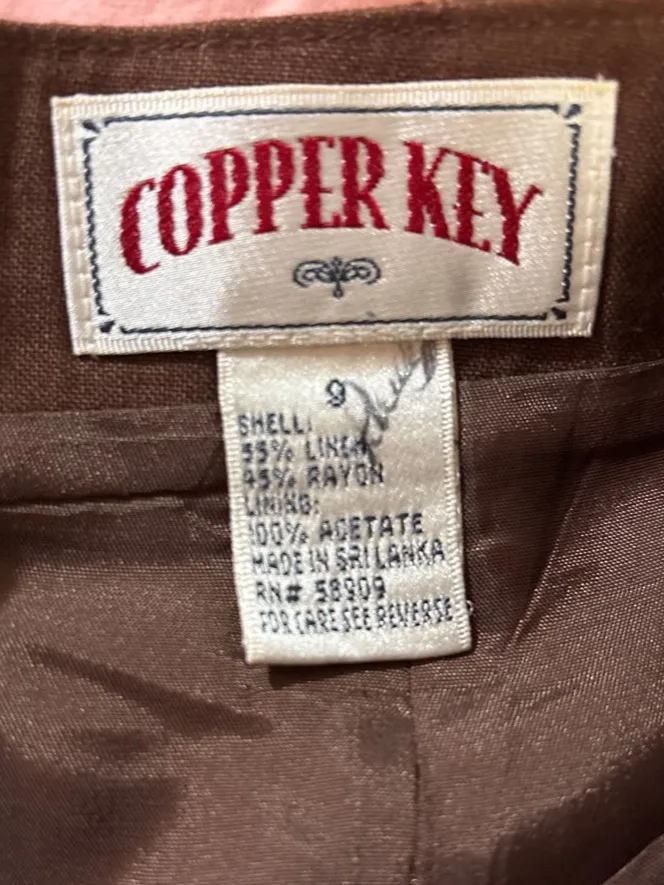 COPPER KEY
9
SHELL:
55% LINEN
45% RAYON
LINING:
100% ACETATE
MADE IN SRI LANKA
RN# 58909
FOR CARE SEE REVERSE